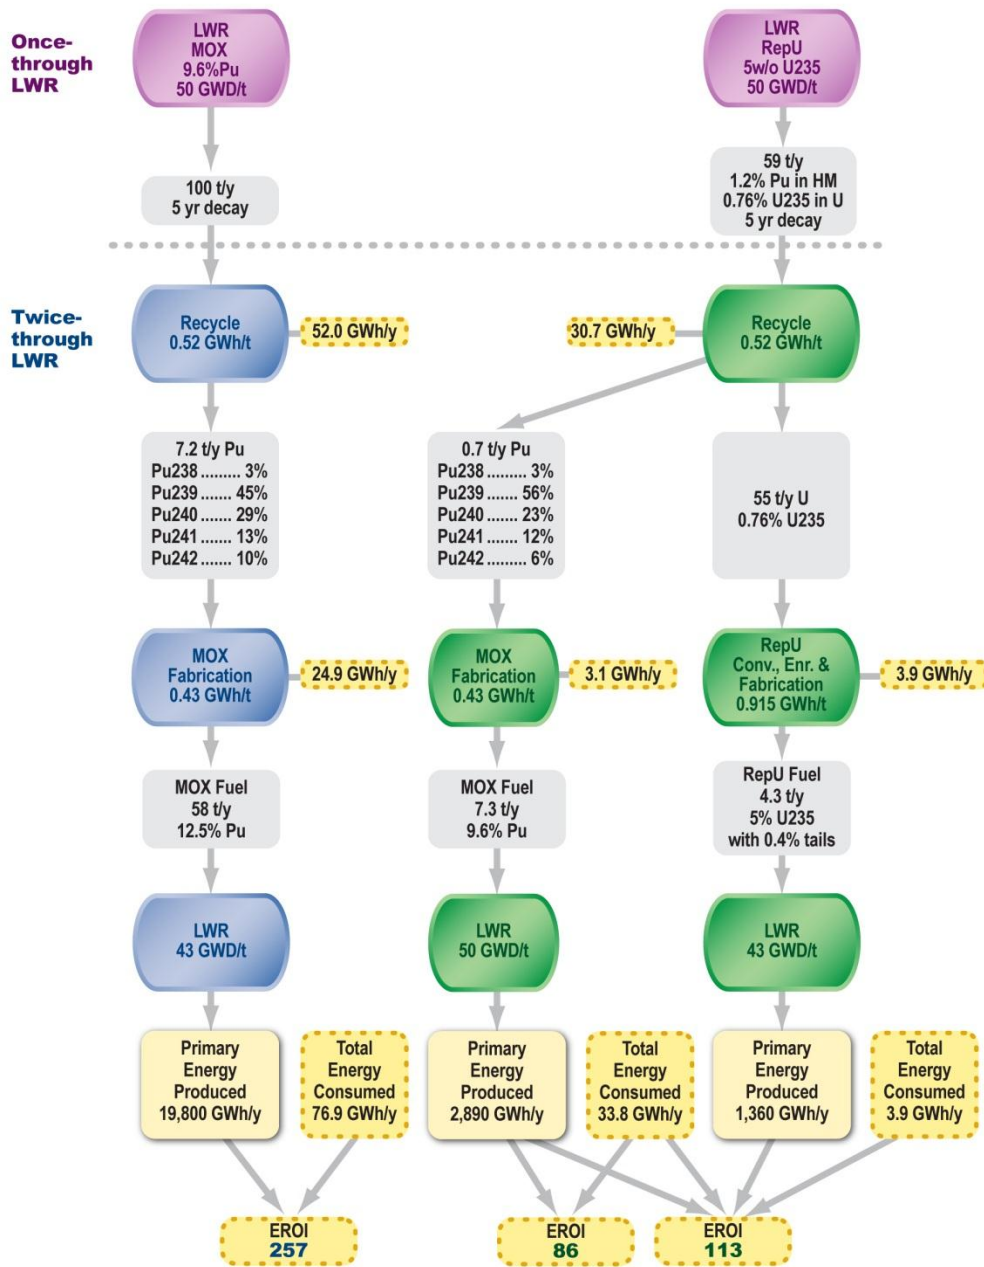 Once-
through
LWR
LWR
MOX
9.6%Pu
50 GWD/t
LWR
RepU
5w/o U235
50 GWD/t
100 t/y
5 yr decay
59 t/y
1.2% Pu in HM
0.76% U235 in U
5 yr decay
Twice-
through
LWR
Recycle
0.52 GWh/t
52.0 GWh/y
30.7 GWh/y
Recycle
0.52 GWh/t
7.2 t/y Pu
Pu238 ......... 3%
Pu239 ....... 45%
Pu240 ....... 29%
Pu241 ....... 13%
Pu242 ....... 10%
0.7 t/y Pu
Pu238 ......... 3%
Pu239 ....... 56%
Pu240 ....... 23%
Pu241 ....... 12%
Pu242 ......... 6%
55 t/y U
0.76% U235
MOX
Fabrication
0.43 GWh/t
24.9 GWh/y
MOX
Fabrication
0.43 GWh/t
3.1 GWh/y
RepU
Conv., Enr. &
Fabrication
0.915 GWh/t
3.9 GWh/y
MOX Fuel
58 t/y
12.5% Pu
MOX Fuel
7.3 t/y
9.6% Pu
RepU Fuel
4.3 t/y
5% U235
with 0.4% tails
LWR
43 GWD/t
LWR
50 GWD/t
LWR
43 GWD/t
Primary
Energy
Produced
19,800 GWh/y
Total
Energy
Consumed
76.9 GWh/y
Primary
Energy
Produced
2,890 GWh/y
Total
Energy
Consumed
33.8 GWh/y
Primary
Energy
Produced
1,360 GWh/y
Total
Energy
Consumed
3.9 GWh/y
EROI
257
EROI
86
EROI
113